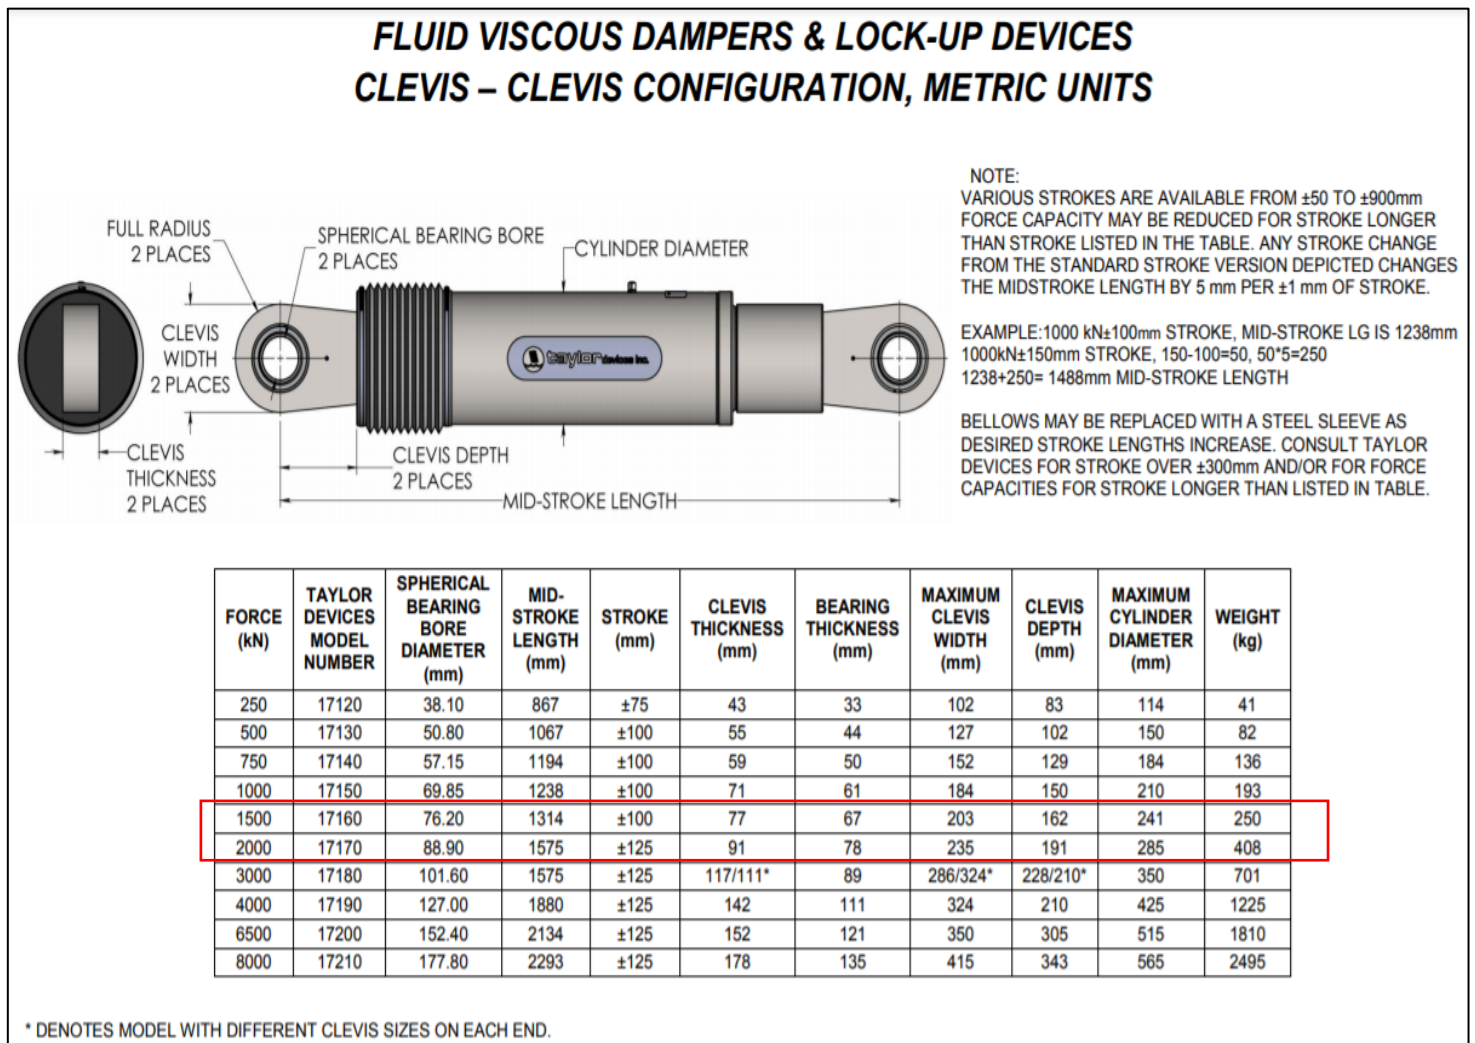 FLUID VISCOUS DAMPERS & LOCK-UP DEVICES
CLEVIS – CLEVIS CONFIGURATION, METRIC UNITS
NOTE:
VARIOUS STROKES ARE AVAILABLE FROM ±50 TO ±900mm
FORCE CAPACITY MAY BE REDUCED FOR STROKE LONGER
THAN STROKE LISTED IN THE TABLE. ANY STROKE CHANGE
FROM THE STANDARD STROKE VERSION DEPICTED CHANGES
THE MIDSTROKE LENGTH BY 5 mm PER ±1 mm OF STROKE.
EXAMPLE:1000 kN±100mm STROKE, MID-STROKE LG IS 1238mm
1000kN±150mm STROKE, 150-100=50, 50*5=250
1238+250= 1488mm MID-STROKE LENGTH
BELLOWS MAY BE REPLACED WITH A STEEL SLEEVE AS
DESIRED STROKE LENGTHS INCREASE. CONSULT TAYLOR
DEVICES FOR STROKE OVER ±300mm AND/OR FOR FORCE
CAPACITIES FOR STROKE LONGER THAN LISTED IN TABLE.
FULL RADIUS
2 PLACES
SPHERICAL BEARING BORE
2 PLACES
CYLINDER DIAMETER
CLEVIS
WIDTH
2 PLACES
taylor devices inc.
CLEVIS
THICKNESS
2 PLACES
CLEVIS DEPTH
2 PLACES
MID-STROKE LENGTH
FORCE
(kN)
TAYLOR
DEVICES
MODEL
NUMBER
SPHERICAL
BEARING
BORE
DIAMETER
(mm)
MID-
STROKE
LENGTH
(mm)
STROKE
(mm)
CLEVIS
THICKNESS
(mm)
BEARING
THICKNESS
(mm)
MAXIMUM
CLEVIS
WIDTH
(mm)
CLEVIS
DEPTH
(mm)
MAXIMUM
CYLINDER
DIAMETER
(mm)
WEIGHT
(kg)
250 17120 38.10 867 ±75 43 33 102 83 114 41
500 17130 50.80 1067 ±100 55 44 127 102 150 82
750 17140 57.15 1194 ±100 59 50 152 129 184 136
1000 17150 69.85 1238 ±100 71 61 184 150 210 193
1500 17160 76.20 1314 ±100 77 67 203 162 241 250
2000 17170 88.90 1575 ±125 91 78 235 191 285 408
3000 17180 101.60 1575 ±125 117/111* 89 286/324* 228/210* 350 701
4000 17190 127.00 1880 ±125 142 111 324 210 425 1225
6500 17200 152.40 2134 ±125 152 121 350 305 515 1810
8000 17210 177.80 2293 ±125 178 135 415 343 565 2495
* DENOTES MODEL WITH DIFFERENT CLEVIS SIZES ON EACH END.